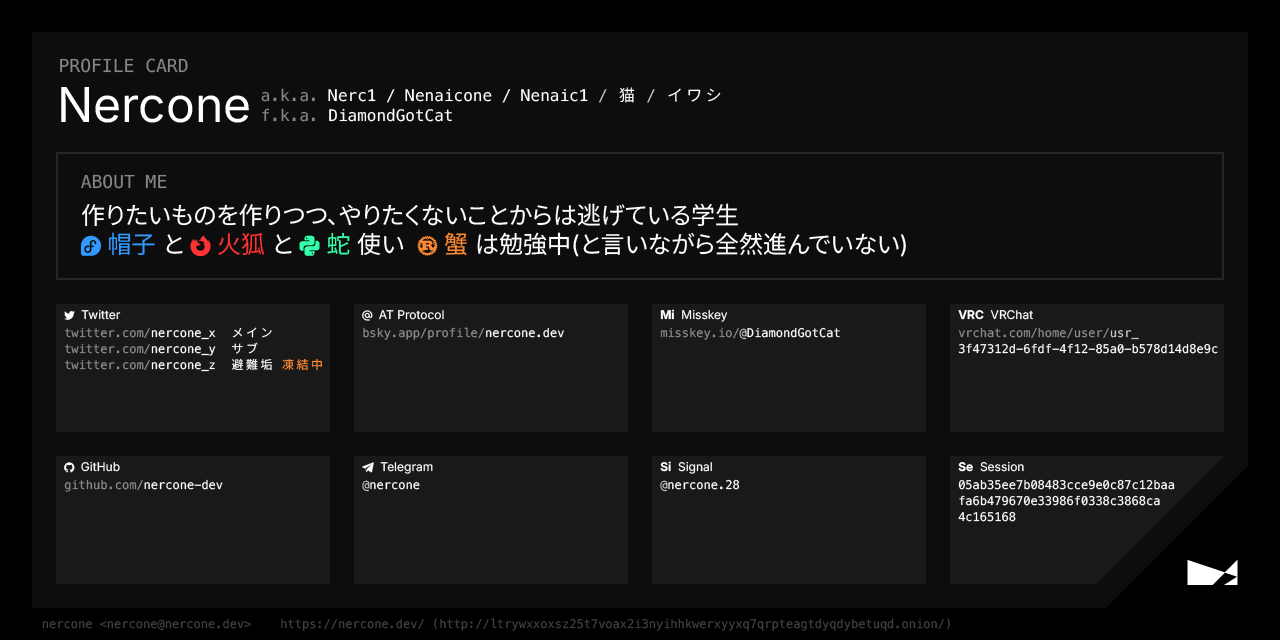 PROFILE CARD
Nercone a.k.a. Nerc1 / Nenaicone / Nenaic1 / 猫 / イワシ
f.k.a. DiamondGotCat
ABOUT ME
作りたいものを作りつつ、やりたくないことからは逃げている学生
帽子 と 火狐 と 蛇 使い 蟹 は勉強中(と言いながら全然進んでいない)
Twitter
twitter.com/nercone_x メイン
twitter.com/nercone_y サブ
twitter.com/nercone_z 避難垢 凍結中
@ AT Protocol
bsky.app/profile/nercone.dev
Mi Misskey
misskey.io/@DiamondGotCat
VRC VRChat
vrchat.com/home/user/usr_
3f47312d-6fdf-4f12-85a0-b578d14d8e9c
GitHub
github.com/nercone-dev
Telegram
@nercone
Si Signal
@nercone.28
Se Session
05ab35ee7b08483cce9e0c87c12baa
fa6b479670e33986f0338c3868ca
4c165168
nercone <nercone@nercone.dev> https://nercone.dev/ (http://ltrywxxoxsz25t7voax2i3nyihhkwerxyyxq7qrpteagtdyqdybetuqd.onion/)